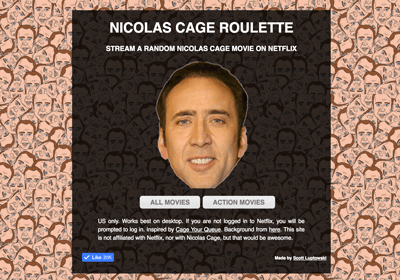 NICOLAS CAGE ROULETTE
STREAM A RANDOM NICOLAS CAGE MOVIE ON NETFLIX
ALL MOVIES
ACTION MOVIES
US only. Works best on desktop. If you are not logged in to Netflix, you will be
prompted to log in. Inspired by Cage Your Queue. Background from here. This site
is not affiliated with Netflix, nor with Nicolas Cage, but that would be awesome.
Like
Made by Scott Luptowski